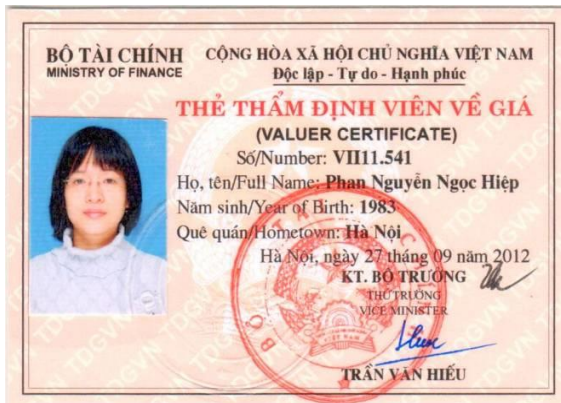 BỘ TÀI CHÍNH
MINISTRY OF FINANCE
CỘNG HÒA XÃ HỘI CHỦ NGHĨA VIỆT NAM
Độc lập - Tự do - Hạnh phúc
THẺ THẨM ĐỊNH VIÊN VỀ GIÁ
(VALUER CERTIFICATE)
Số/Number: VII11.541
Họ, tên/Full Name: Phan Nguyễn Ngọc Hiệp
Năm sinh/Year of Birth: 1983
Quê quán/Hometown: Hà Nội
Hà Nội, ngày 27 tháng 09 năm 2012
KT. BỘ TRƯỞNG
THỨ TRƯỞNG
VICE MINISTER
TRẦN VĂN HIẾU